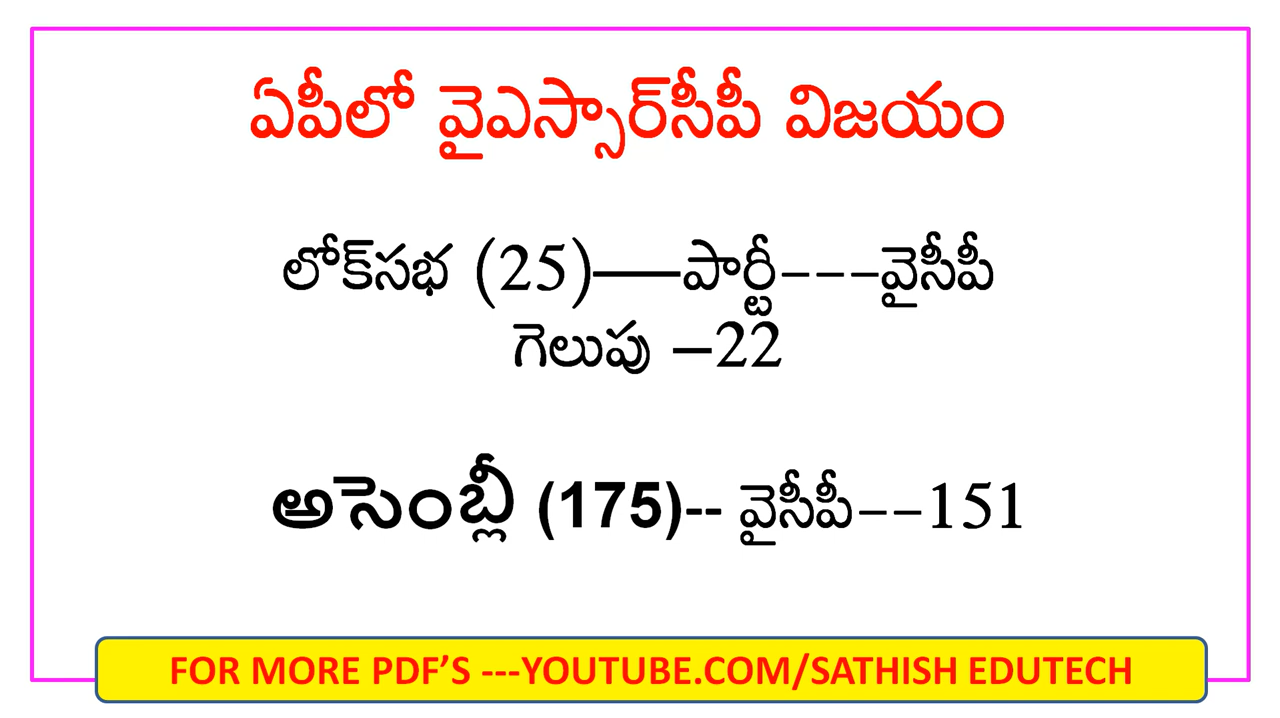 ఏపీలో వైఎస్సార్‌సీపీ విజయం
లోక్‌సభ (25)—పార్టీ---వైసీపీ
గెలుపు –22
అసెంబ్లీ (175)-- వైసీపీ--151
FOR MORE PDF’S ---YOUTUBE.COM/SATHISH EDUTECH